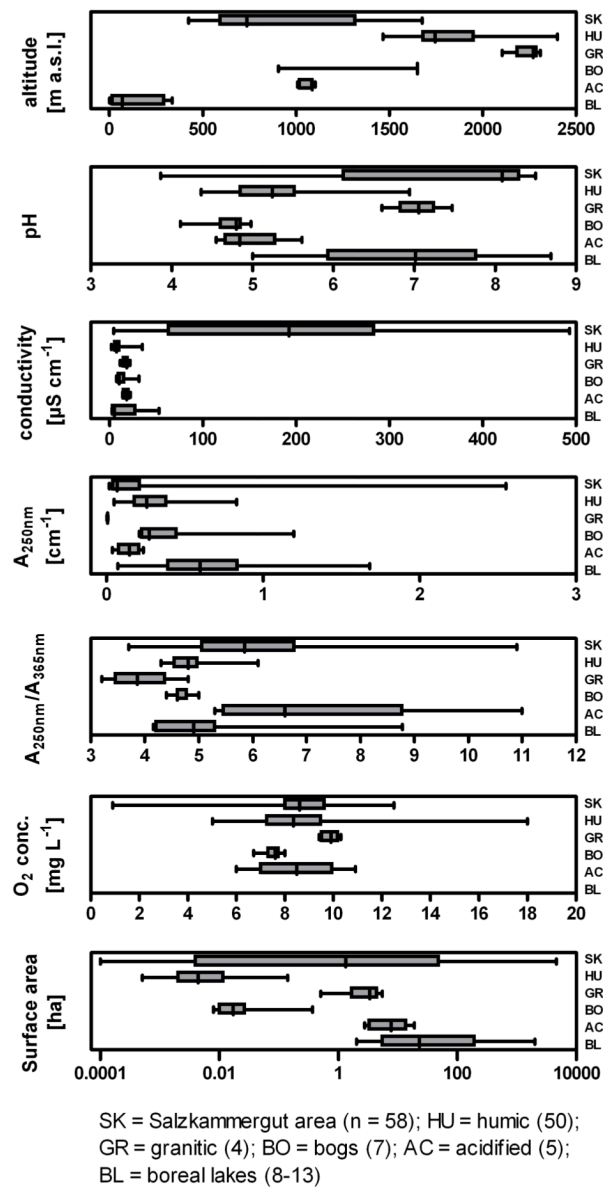 altitude
[m a.s.l.]
SK
HU
GR
BO
AC
BL
0 500 1000 1500 2000 2500
pH
SK
HU
GR
BO
AC
BL
3 4 5 6 7 8 9
conductivity
[µS cm⁻¹]
SK
HU
GR
BO
AC
BL
0 100 200 300 400 500
A250nm
[cm⁻¹]
SK
HU
GR
BO
AC
BL
0 1 2 3
A250nm/A365nm
SK
HU
GR
BO
AC
BL
3 4 5 6 7 8 9 10 11 12
O2 conc.
[mg L⁻¹]
SK
HU
GR
BO
AC
BL
0 2 4 6 8 10 12 14 16 18 20
Surface area
[ha]
SK
HU
GR
BO
AC
BL
0.0001 0.01 1 100 10000
SK = Salzkammergut area (n = 58); HU = humic (50);
GR = granitic (4); BO = bogs (7); AC = acidified (5);
BL = boreal lakes (8-13)